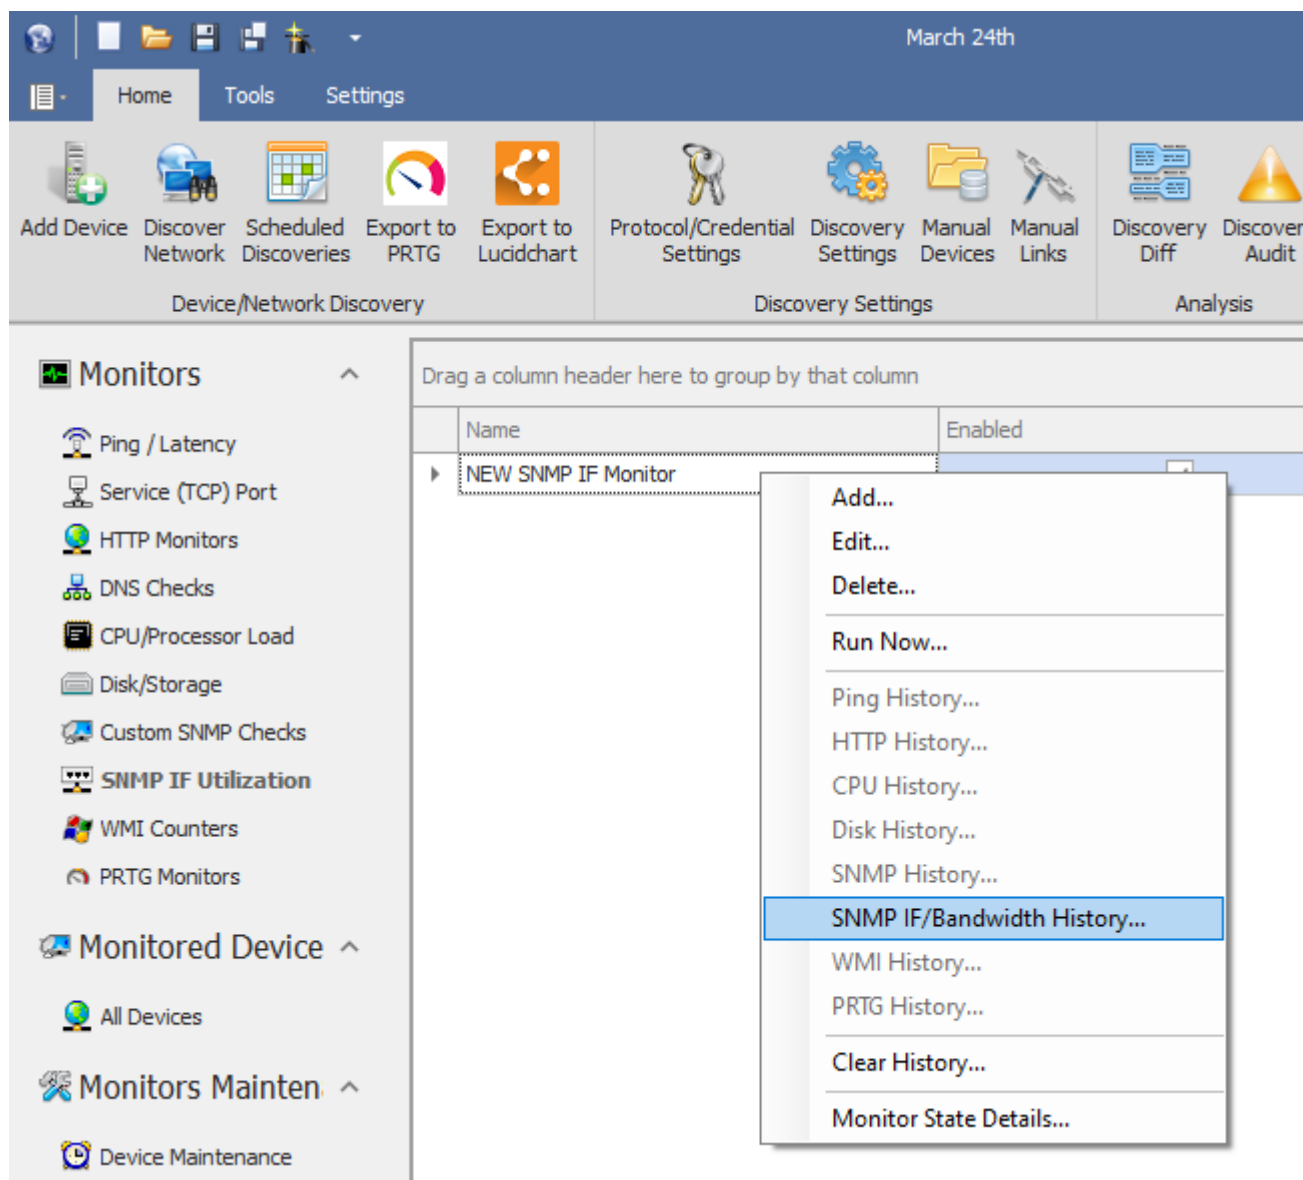 March 24th
Home Tools Settings
Add Device Discover Network Scheduled Discoveries Export to PRTG Export to Lucidchart Protocol/Credential Settings Discovery Settings Manual Devices Manual Links Discovery Diff Audit
Device/Network Discovery Discovery Settings Analysis
Monitors
Ping / Latency
Service (TCP) Port
HTTP Monitors
DNS Checks
CPU/Processor Load
Disk/Storage
Custom SNMP Checks
SNMP IF Utilization
WMI Counters
PRTG Monitors
Monitored Device
All Devices
Monitors Mainten
Device Maintenance
Drag a column header here to group by that column
Name Enabled
NEW SNMP IF Monitor
Add...
Edit...
Delete...
Run Now...
Ping History...
HTTP History...
CPU History...
Disk History...
SNMP History...
SNMP IF/Bandwidth History...
WMI History...
PRTG History...
Clear History...
Monitor State Details...